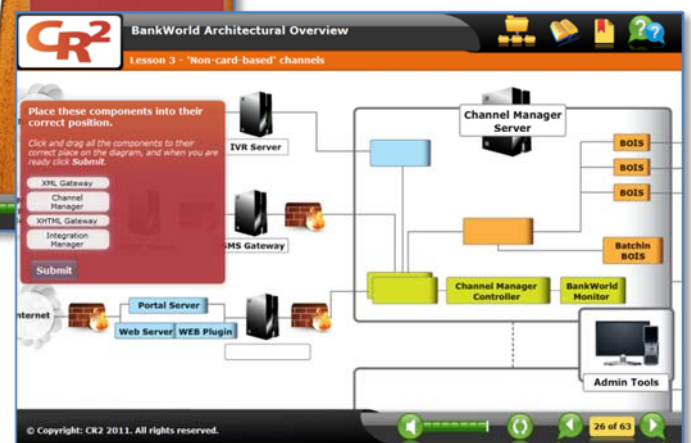 CR2
BankWorld Architectural Overview
Lesson 3 - 'Non-card-based' channels
Place these components into their
correct position.
Click and drag all the components to their
correct place on the diagram, and when you are
ready click Submit.
XML Gateway
Channel
Manager
XHTML Gateway
Integration
Manager
Submit
IVR Server
SMS Gateway
Internet
Portal Server
Web Server
WEB Plugin
Channel Manager
Server
BOIS
BOIS
BOIS
BatchIn
BOIS
Channel Manager
Controller
BankWorld
Monitor
Admin Tools
© Copyright: CR2 2011. All rights reserved.
26 of 63